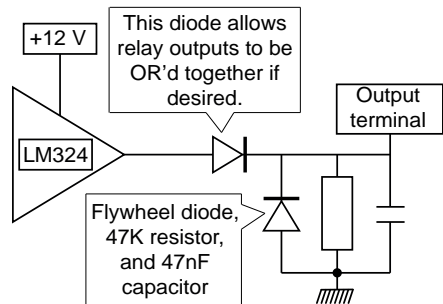 +12 V
This diode allows
relay outputs to be
OR'd together if
desired.
LM324
Output
terminal
Flywheel diode,
47K resistor,
and 47nF
capacitor